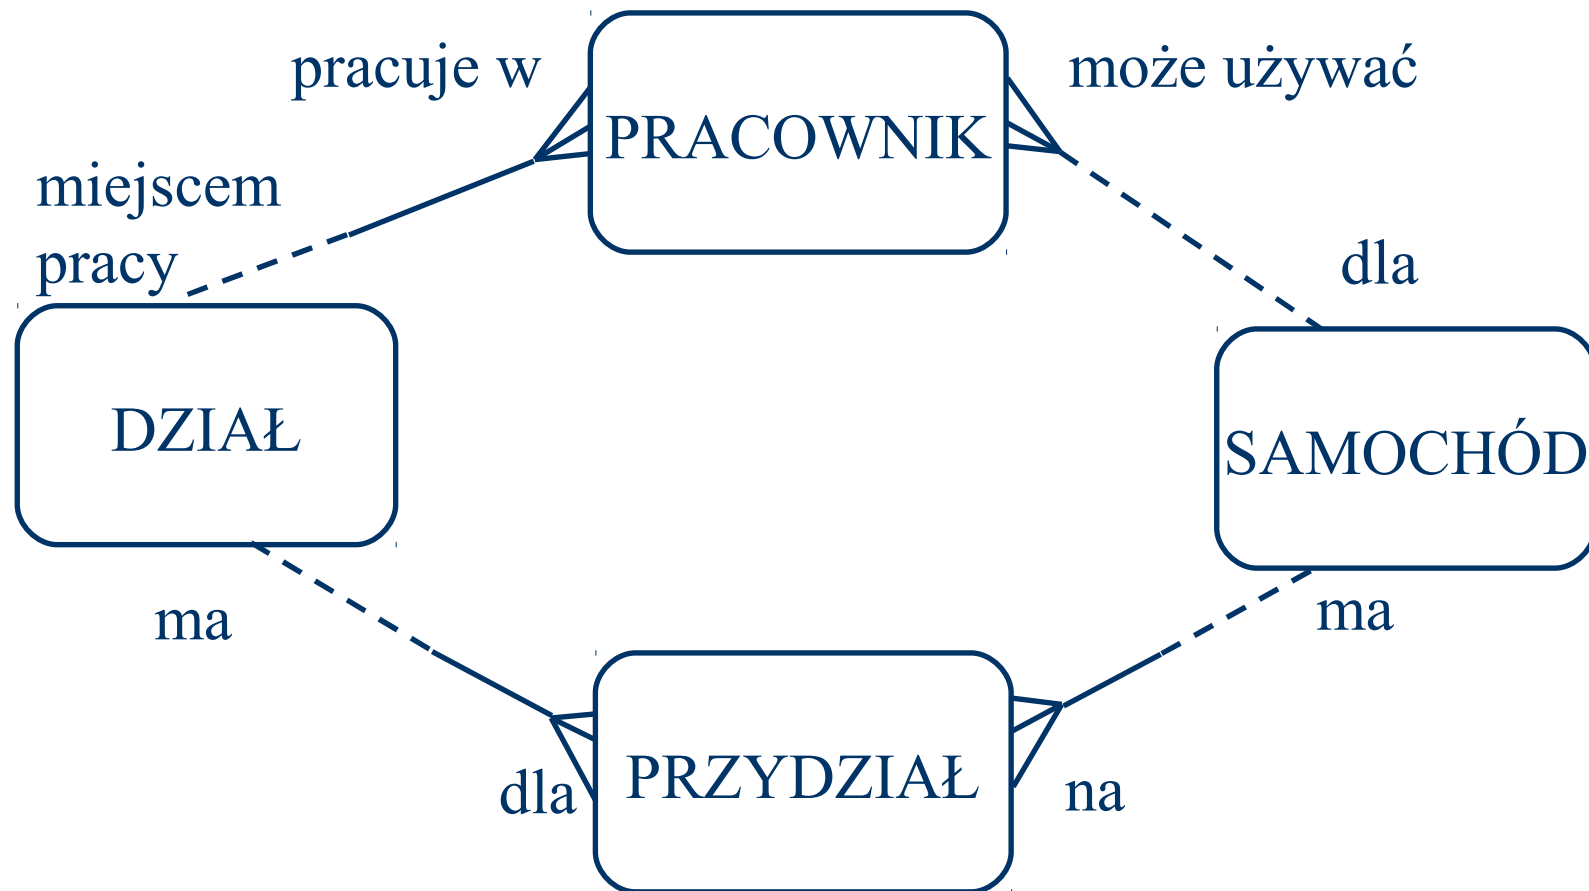 pracuje w
może używać
PRACOWNIK
miejscem
pracy
dla
DZIAŁ
SAMOCHÓD
ma
ma
dla
PRZYDZIAŁ
na